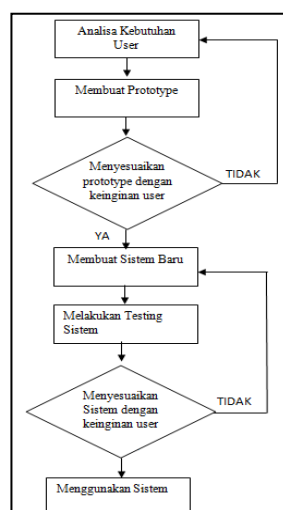 Analisa Kebutuhan
User
Membuat Prototype
Menyesuaikan
prototype dengan
keinginan user
TIDAK
YA
Membuat Sistem Baru
Melakukan Testing
Sistem
Menyesuaikan
Sistem dengan
keinginan user
TIDAK
Menggunakan Sistem